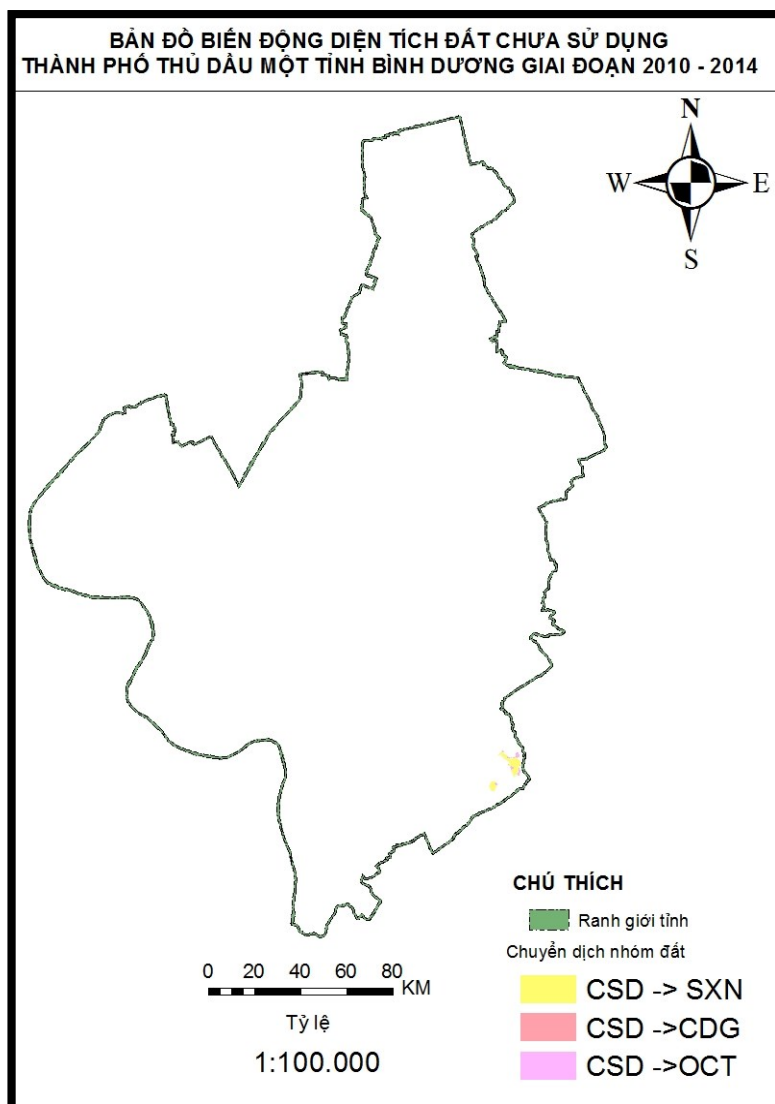 BẢN ĐỒ BIẾN ĐỘNG DIỆN TÍCH ĐẤT CHƯA SỬ DỤNG
THÀNH PHỐ THỦ DẦU MỘT TỈNH BÌNH DƯƠNG GIAI ĐOẠN 2010 - 2014
N
W E
S
CHÚ THÍCH
Ranh giới tỉnh
Chuyển dịch nhóm đất
CSD -> SXN
CSD ->CDG
CSD ->OCT
0 20 40 60 80
KM
Tỷ lệ
1:100.000